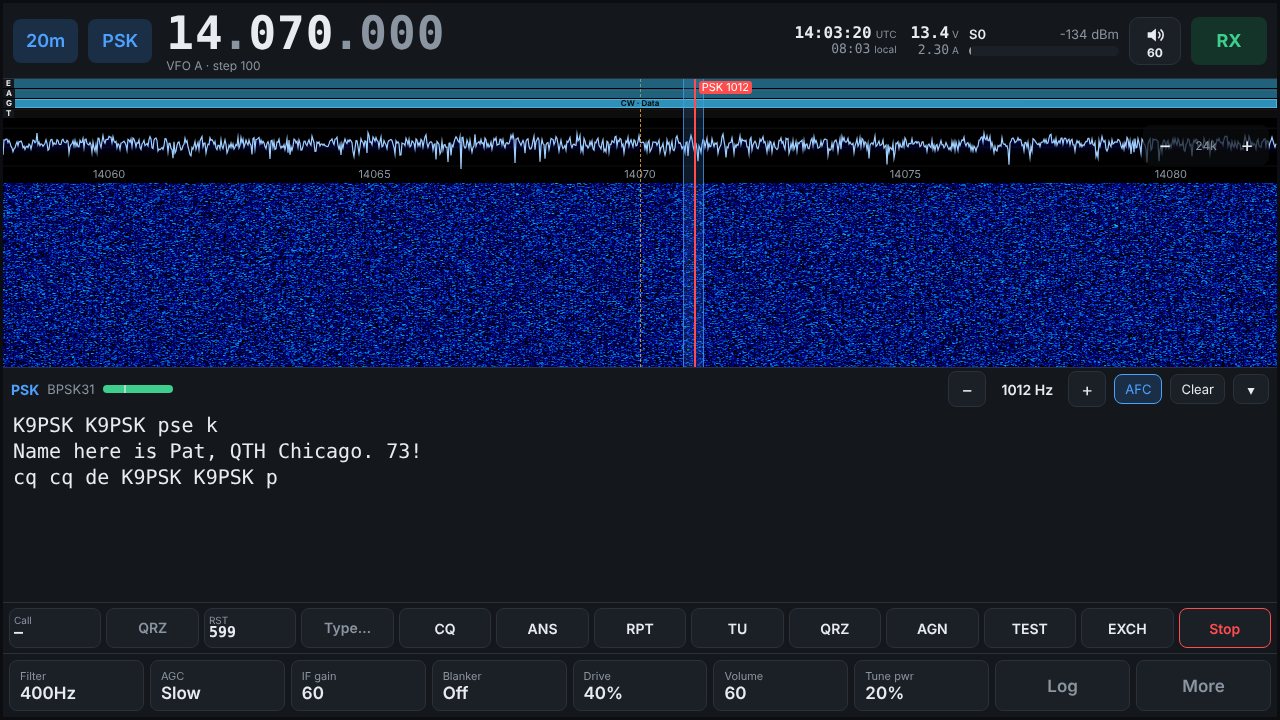 20m
PSK
14.070.000
VFO A · step 100
14:03:20 UTC
08:03 local
13.4 V
2.30 A
S0
-134 dBm
60
RX
E
A
G
T
CW · Data
PSK 1012
− 24k +
14060 14065 14070 14075 14080
PSK BPSK31
− 1012 Hz + AFC Clear ▾
K9PSK K9PSK pse k
Name here is Pat, QTH Chicago. 73!
cq cq de K9PSK K9PSK p
Call
–
QRZ
RST
599
Type...
CQ
ANS
RPT
TU
QRZ
AGN
TEST
EXCH
Stop
Filter
400Hz
AGC
Slow
IF gain
60
Blanker
Off
Drive
40%
Volume
60
Tune pwr
20%
Log
More